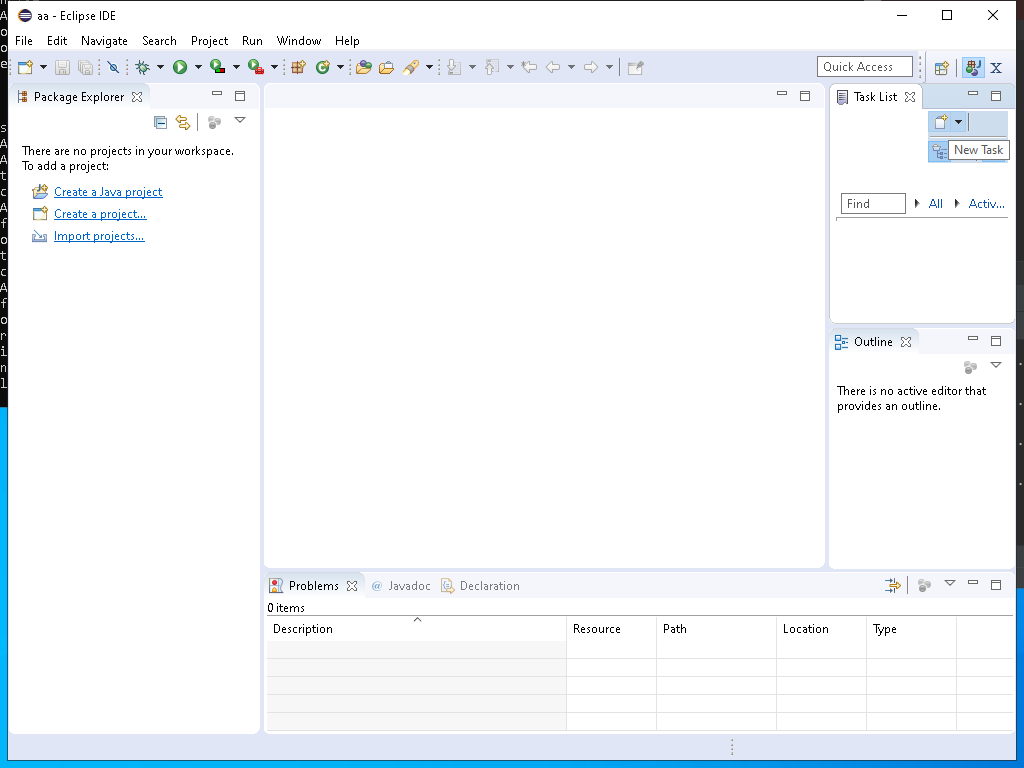 aa - Eclipse IDE
File Edit Navigate Search Project Run Window Help
Quick Access
Package Explorer
There are no projects in your workspace.
To add a project:
Create a Java project
Create a project...
Import projects...
Task List
New Task
Find All Activ...
Outline
There is no active editor that
provides an outline.
Problems @ Javadoc Declaration
0 items
Description Resource Path Location Type